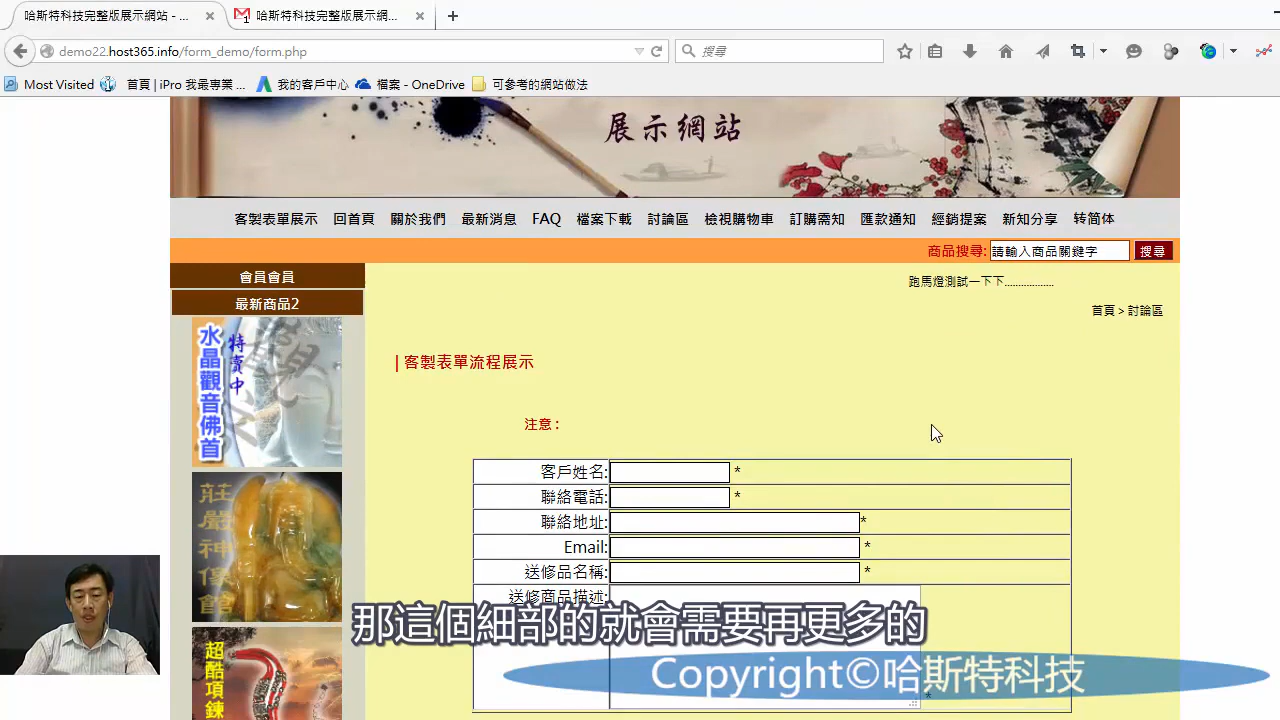 哈斯特科技完整版展示網站 - ...
哈斯特科技完整版展示網...
demo22.host365.info/form_demo/form.php
搜尋
Most Visited
首頁 | iPro 我最專業 ...
我的客戶中心
檔案 - OneDrive
可參考的網站做法
展示網站
客製表單展示 回首頁 關於我們 最新消息 FAQ 檔案下載 討論區 檢視購物車 訂購需知 匯款通知 經銷提案 新知分享 转简体
商品搜尋: 請輸入商品關鍵字 搜尋
會員會員
跑馬燈測試一下下.................
最新商品2
首頁 > 討論區
水晶觀音佛首
特賣中
客製表單流程展示
注意 :
客戶姓名: *
聯絡電話: *
聯絡地址: *
Email: *
送修品名稱: *
送修商品描述:
*
莊嚴神像館
超酷項鍊
那這個細部的就會需要再更多的
Copyright©哈斯特科技